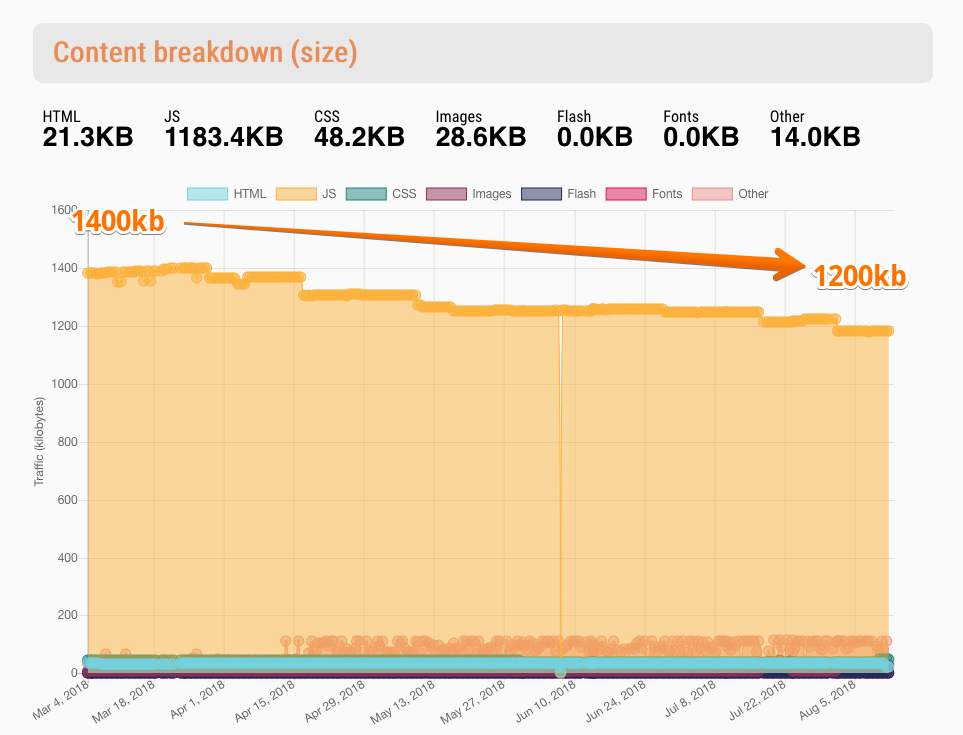 Content breakdown (size)
HTML JS CSS Images Flash Fonts Other
21.3KB 1183.4KB 48.2KB 28.6KB 0.0KB 0.0KB 14.0KB
HTML JS CSS Images Flash Fonts Other
1600
1400kb
1400
1200kb
1200
1000
800
600
400
200
0
Traffic (kilobytes)
Mar 4, 2018 Mar 18, 2018 Apr 1, 2018 Apr 15, 2018 Apr 29, 2018 May 13, 2018 May 27, 2018 Jun 10, 2018 Jun 24, 2018 Jul 8, 2018 Jul 22, 2018 Aug 5, 2018